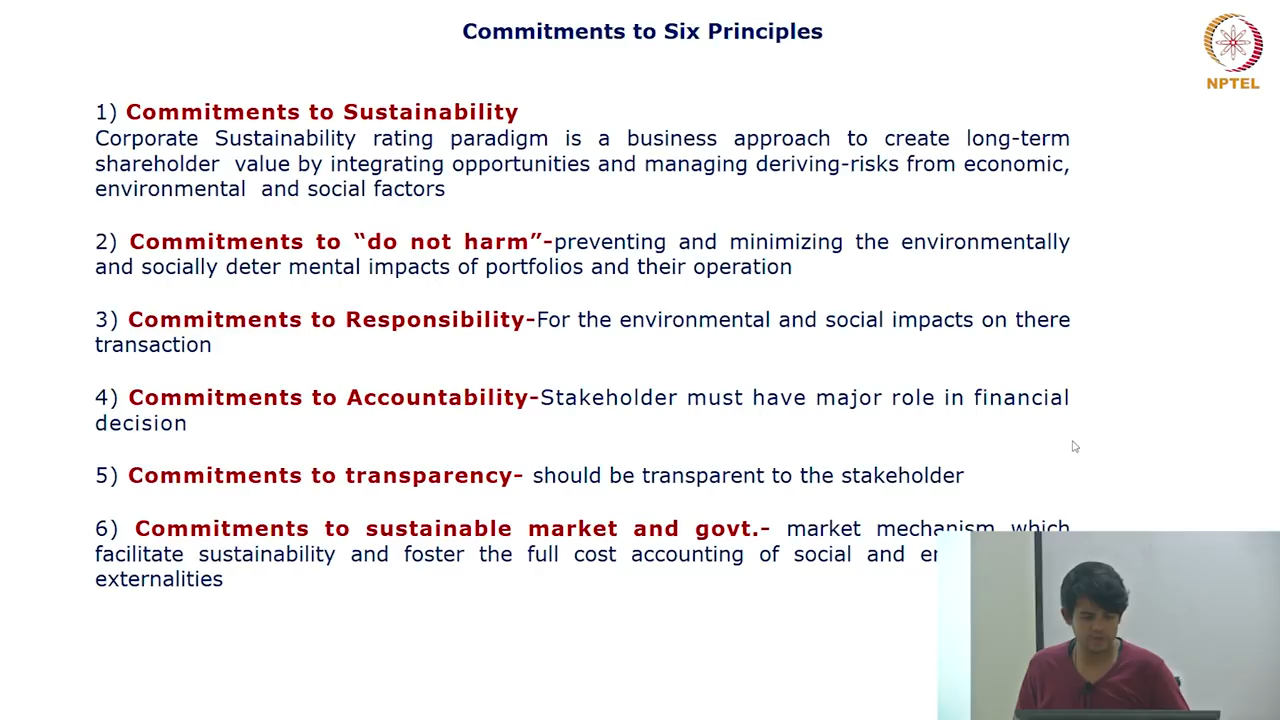 Commitments to Six Principles
NPTEL
1) Commitments to Sustainability
Corporate Sustainability rating paradigm is a business approach to create long-term
shareholder value by integrating opportunities and managing deriving-risks from economic,
environmental and social factors
2) Commitments to “do not harm”-preventing and minimizing the environmentally
and socially deter mental impacts of portfolios and their operation
3) Commitments to Responsibility-For the environmental and social impacts on there
transaction
4) Commitments to Accountability-Stakeholder must have major role in financial
decision
5) Commitments to transparency- should be transparent to the stakeholder
6) Commitments to sustainable market and govt.- market mechanism which
facilitate sustainability and foster the full cost accounting of social and
externalities